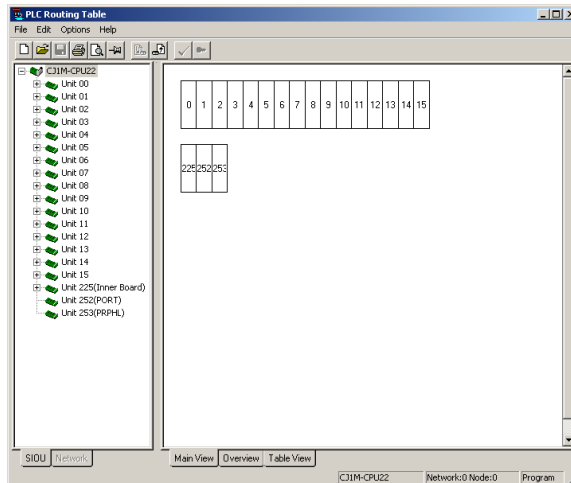 PLC Routing Table
File Edit Options Help
CJ1M-CPU22
Unit 00
Unit 01
Unit 02
Unit 03
Unit 04
Unit 05
Unit 06
Unit 07
Unit 08
Unit 09
Unit 10
Unit 11
Unit 12
Unit 13
Unit 14
Unit 15
Unit 225(Inner Board)
Unit 252(PORT)
Unit 253(PRPHL)
0 1 2 3 4 5 6 7 8 9 10 11 12 13 14 15
225 252 253
SIOU Network
Main View Overview Table View
CJ1M-CPU22 Network:0 Node:0 Program